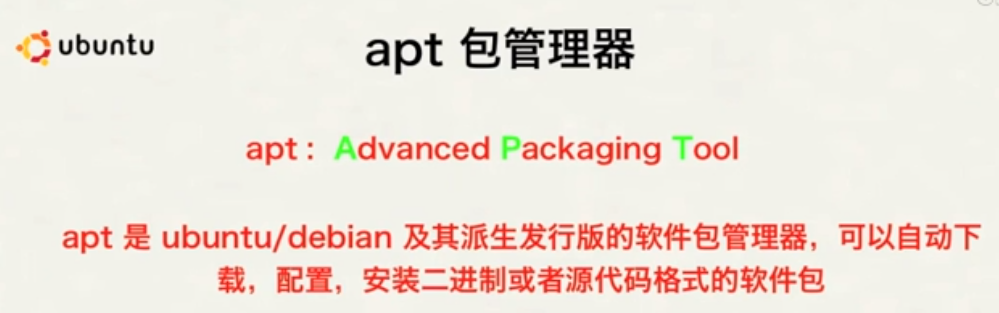 ubuntu
apt 包管理器
apt：Advanced Packaging Tool
apt 是 ubuntu/debian 及其派生发行版的软件包管理器，可以自动下
载，配置，安装二进制或者源代码格式的软件包